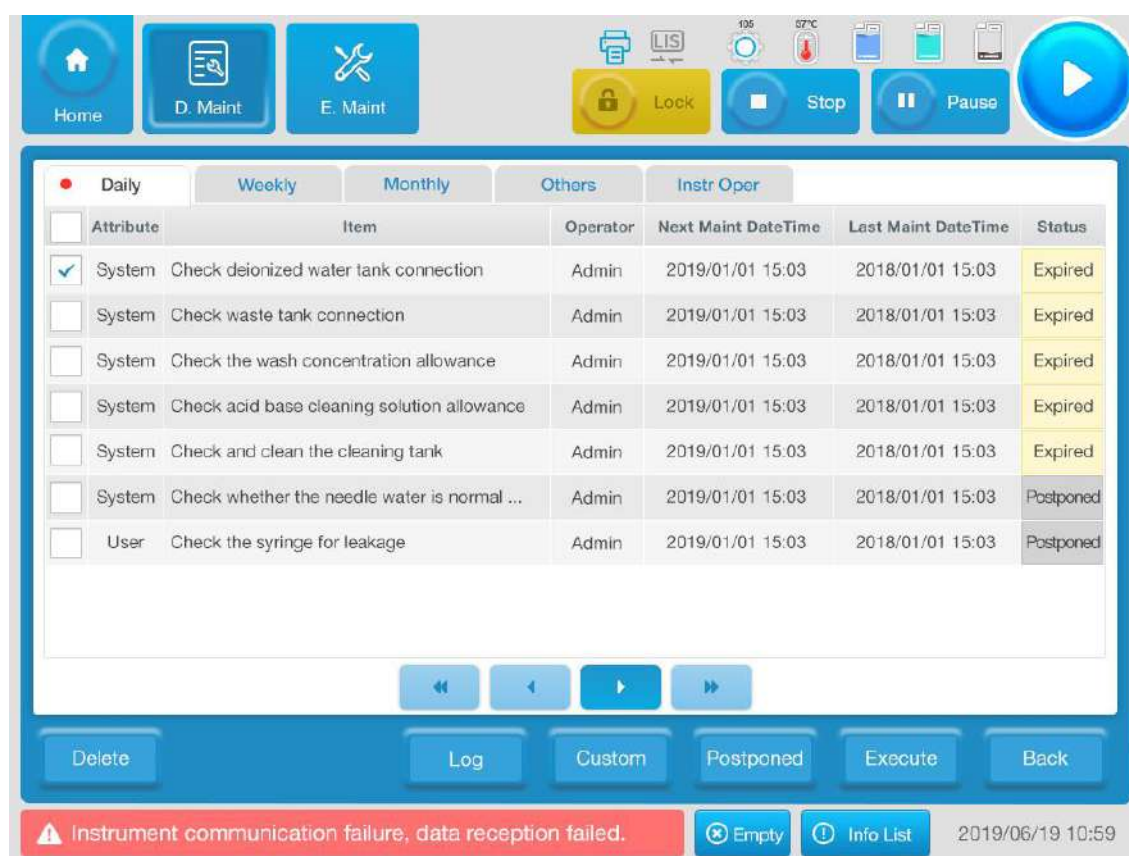 105 37°C
LIS
Home D. Maint E. Maint Lock Stop Pause
Daily Weekly Monthly Others Instr Oper
Attribute Item Operator Next Maint DateTime Last Maint DateTime Status
System Check deionized water tank connection Admin 2019/01/01 15:03 2018/01/01 15:03 Expired
System Check waste tank connection Admin 2019/01/01 15:03 2018/01/01 15:03 Expired
System Check the wash concentration allowance Admin 2019/01/01 15:03 2018/01/01 15:03 Expired
System Check acid base cleaning solution allowance Admin 2019/01/01 15:03 2018/01/01 15:03 Expired
System Check and clean the cleaning tank Admin 2019/01/01 15:03 2018/01/01 15:03 Expired
System Check whether the needle water is normal ... Admin 2019/01/01 15:03 2018/01/01 15:03 Postponed
User Check the syringe for leakage Admin 2019/01/01 15:03 2018/01/01 15:03 Postponed
Delete Log Custom Postponed Execute Back
Instrument communication failure, data reception failed. Empty Info List 2019/06/19 10:59